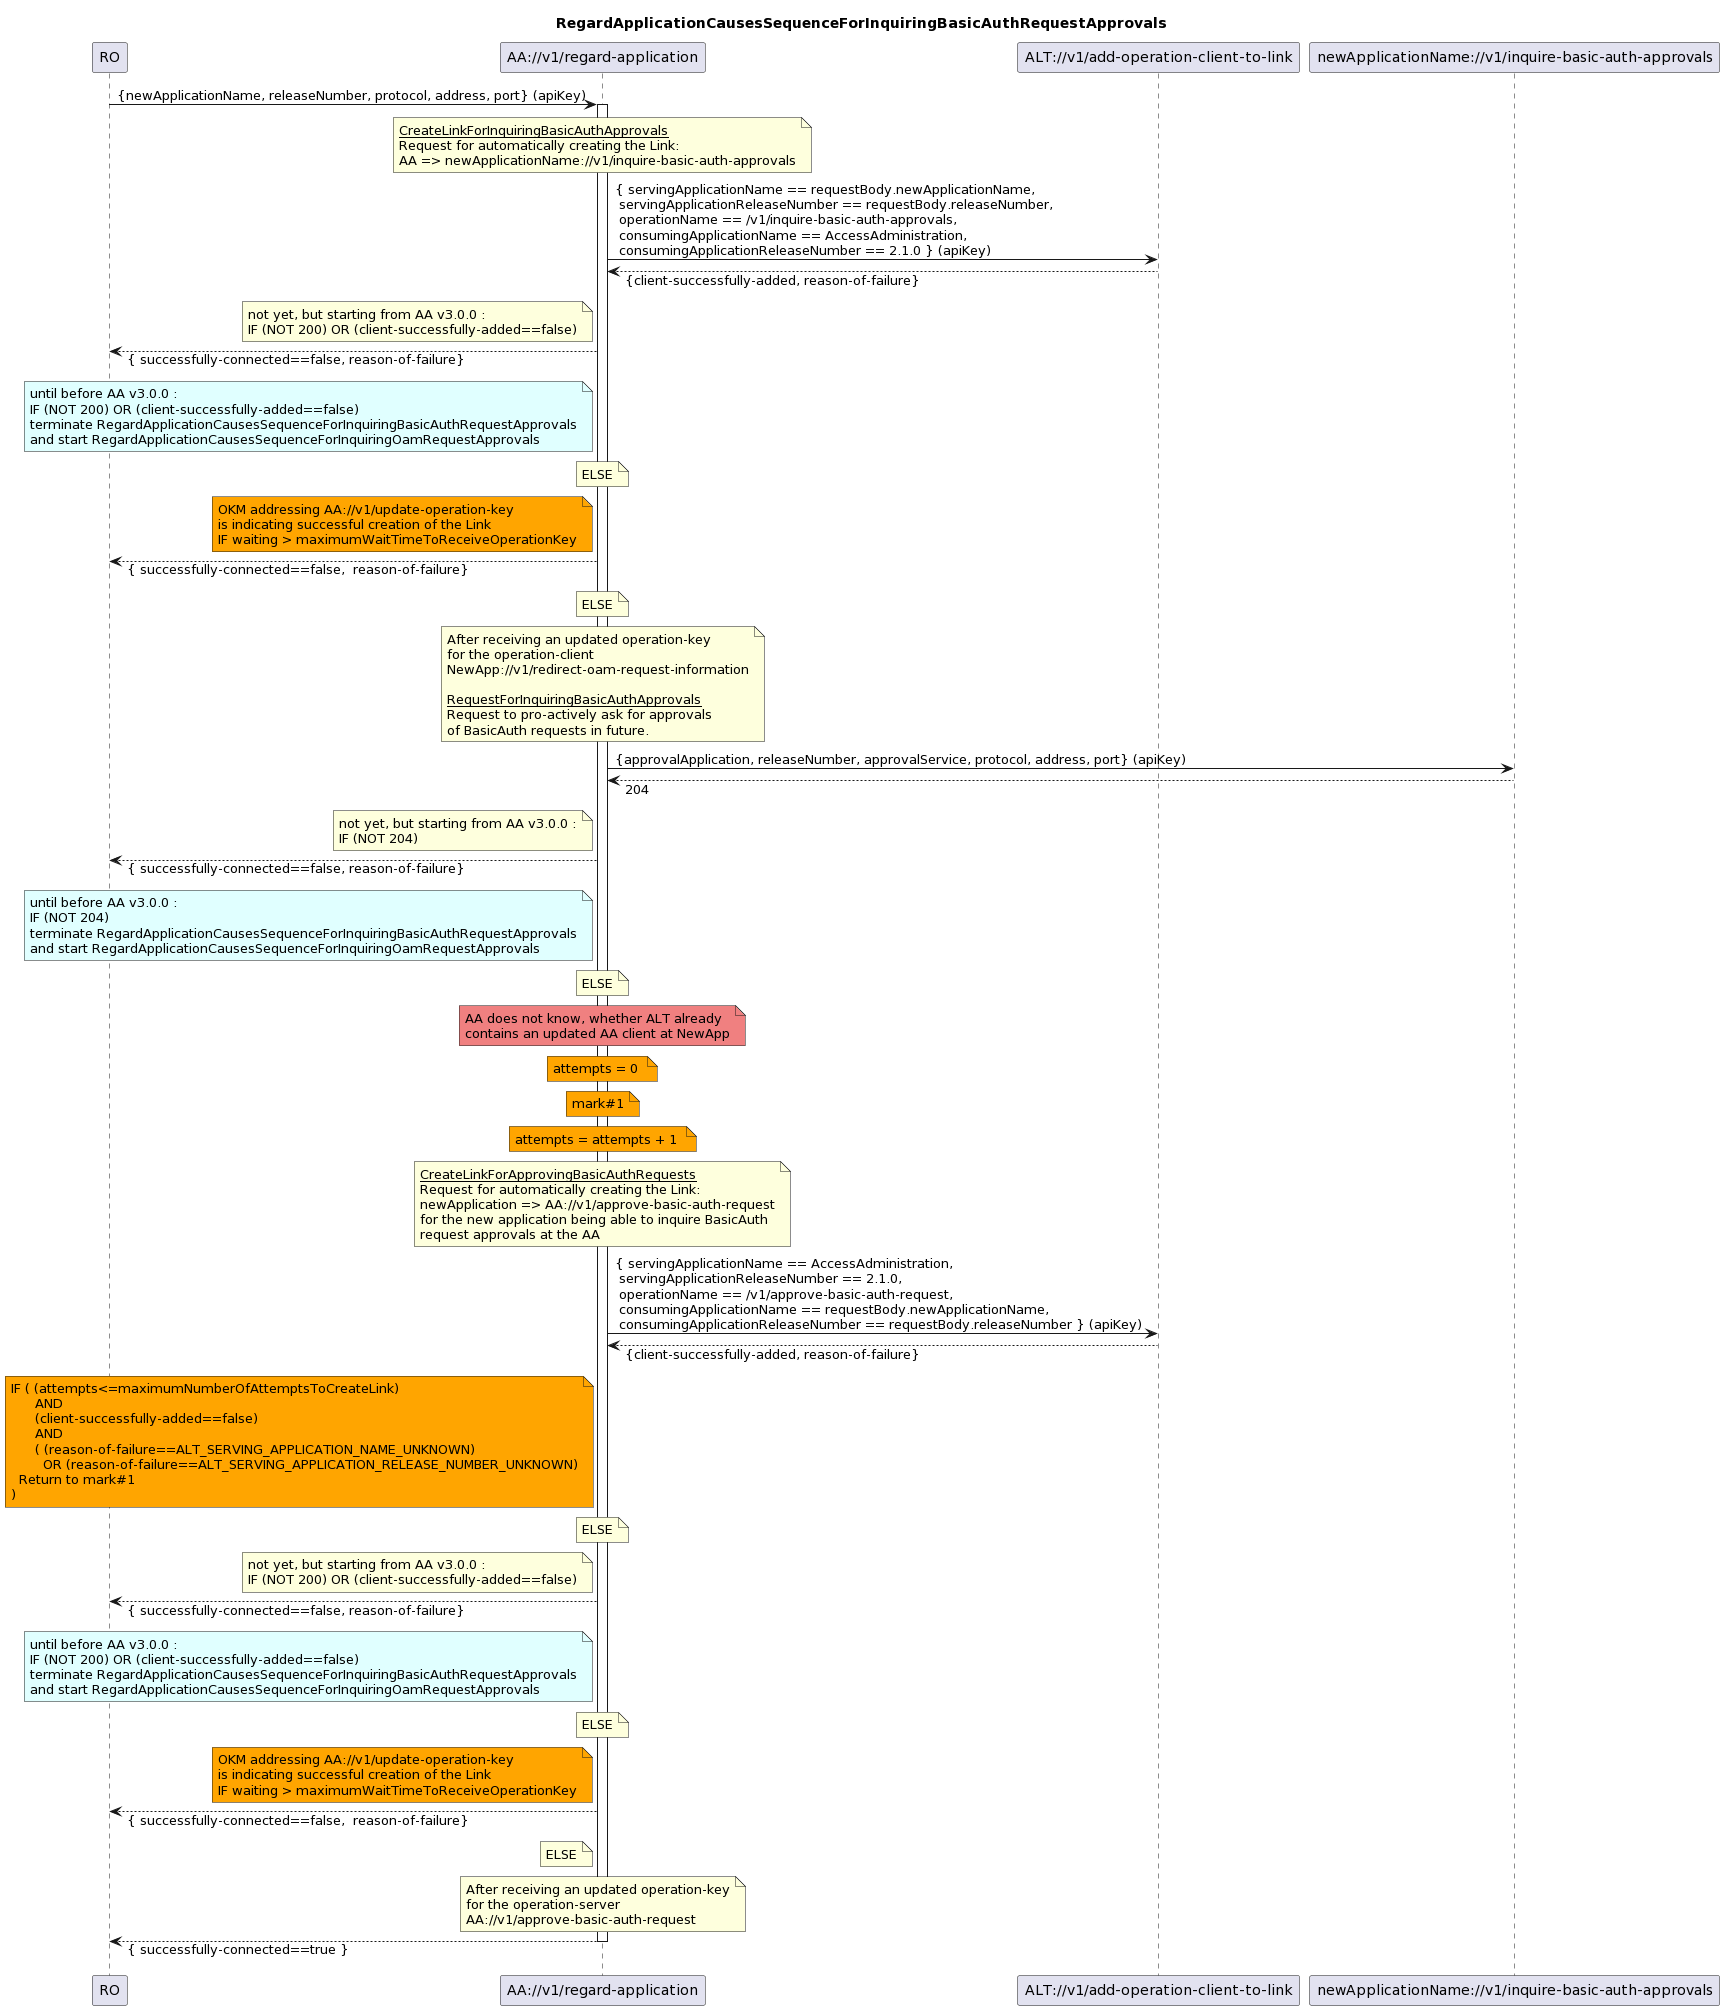 RegardApplicationCausesSequenceForInquiringBasicAuthRequestApprovals
RO
AA://v1/regard-application
ALT://v1/add-operation-client-to-link
newApplicationName://v1/inquire-basic-auth-approvals
{newApplicationName, releaseNumber, protocol, address, port} (apiKey)
CreateLinkForInquiringBasicAuthApprovals
Request for automatically creating the Link:
AA => newApplicationName://v1/inquire-basic-auth-approvals
{ servingApplicationName == requestBody.newApplicationName,
servingApplicationReleaseNumber == requestBody.releaseNumber,
operationName == /v1/inquire-basic-auth-approvals,
consumingApplicationName == AccessAdministration,
consumingApplicationReleaseNumber == 2.1.0 } (apiKey)
{client-successfully-added, reason-of-failure}
not yet, but starting from AA v3.0.0 :
IF (NOT 200) OR (client-successfully-added==false)
{ successfully-connected==false, reason-of-failure}
until before AA v3.0.0 :
IF (NOT 200) OR (client-successfully-added==false)
terminate RegardApplicationCausesSequenceForInquiringBasicAuthRequestApprovals
and start RegardApplicationCausesSequenceForInquiringOamRequestApprovals
ELSE
OKM addressing AA://v1/update-operation-key
is indicating successful creation of the Link
IF waiting > maximumWaitTimeToReceiveOperationKey
{ successfully-connected==false,  reason-of-failure}
ELSE
After receiving an updated operation-key
for the operation-client
NewApp://v1/redirect-oam-request-information
RequestForInquiringBasicAuthApprovals
Request to pro-actively ask for approvals
of BasicAuth requests in future.
{approvalApplication, releaseNumber, approvalService, protocol, address, port} (apiKey)
204
not yet, but starting from AA v3.0.0 :
IF (NOT 204)
{ successfully-connected==false, reason-of-failure}
until before AA v3.0.0 :
IF (NOT 204)
terminate RegardApplicationCausesSequenceForInquiringBasicAuthRequestApprovals
and start RegardApplicationCausesSequenceForInquiringOamRequestApprovals
ELSE
AA does not know, whether ALT already
contains an updated AA client at NewApp
attempts = 0
mark#1
attempts = attempts + 1
CreateLinkForApprovingBasicAuthRequests
Request for automatically creating the Link:
newApplication => AA://v1/approve-basic-auth-request
for the new application being able to inquire BasicAuth
request approvals at the AA
{ servingApplicationName == AccessAdministration,
servingApplicationReleaseNumber == 2.1.0,
operationName == /v1/approve-basic-auth-request,
consumingApplicationName == requestBody.newApplicationName,
consumingApplicationReleaseNumber == requestBody.releaseNumber } (apiKey)
{client-successfully-added, reason-of-failure}
IF ( (attempts<=maximumNumberOfAttemptsToCreateLink)
AND
(client-successfully-added==false)
AND
( (reason-of-failure==ALT_SERVING_APPLICATION_NAME_UNKNOWN)
OR (reason-of-failure==ALT_SERVING_APPLICATION_RELEASE_NUMBER_UNKNOWN)
Return to mark#1
)
ELSE
not yet, but starting from AA v3.0.0 :
IF (NOT 200) OR (client-successfully-added==false)
{ successfully-connected==false, reason-of-failure}
until before AA v3.0.0 :
IF (NOT 200) OR (client-successfully-added==false)
terminate RegardApplicationCausesSequenceForInquiringBasicAuthRequestApprovals
and start RegardApplicationCausesSequenceForInquiringOamRequestApprovals
ELSE
OKM addressing AA://v1/update-operation-key
is indicating successful creation of the Link
IF waiting > maximumWaitTimeToReceiveOperationKey
{ successfully-connected==false,  reason-of-failure}
ELSE
After receiving an updated operation-key
for the operation-server
AA://v1/approve-basic-auth-request
{ successfully-connected==true }
RO
AA://v1/regard-application
ALT://v1/add-operation-client-to-link
newApplicationName://v1/inquire-basic-auth-approvals